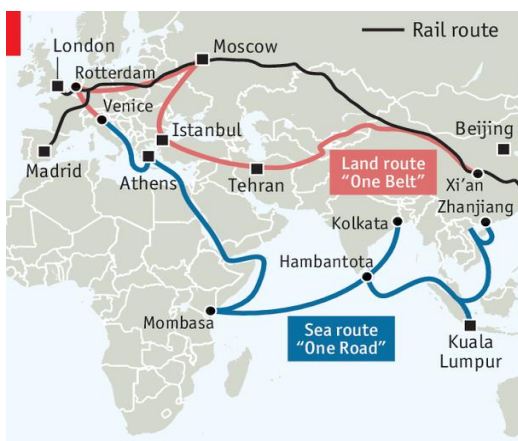 Rail route
London
Moscow
Rotterdam
Venice
Istanbul
Beijing
Madrid
Athens
Tehran
Land route
“One Belt”
Xi’an
Zhanjiang
Kolkata
Hambantota
Mombasa
Sea route
“One Road”
Kuala
Lumpur